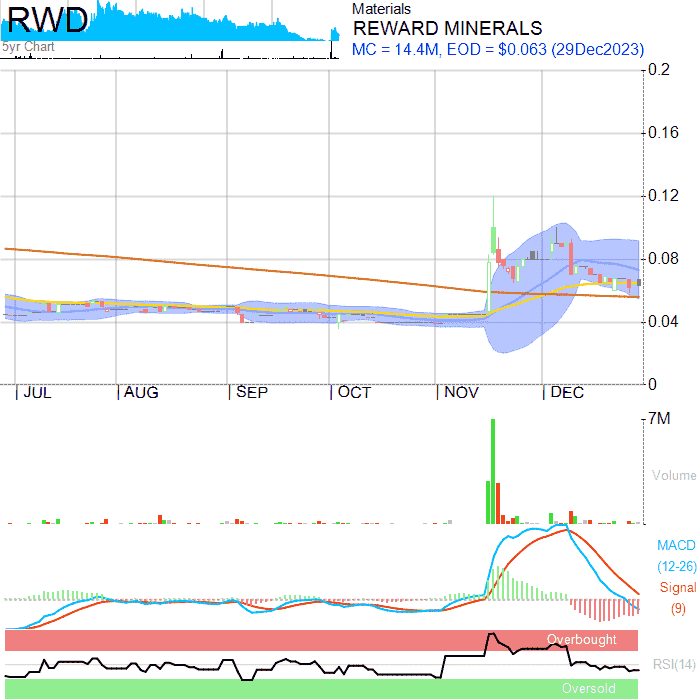 RWD
5yr Chart
Materials
REWARD MINERALS
MC = 14.4M, EOD = $0.063 (29Dec2023)
0.2
0.16
0.12
0.08
0.04
0
JUL AUG SEP OCT NOV DEC
7M
Volume
MACD
(12-26)
Signal
(9)
Overbought
RSI(14)
Oversold